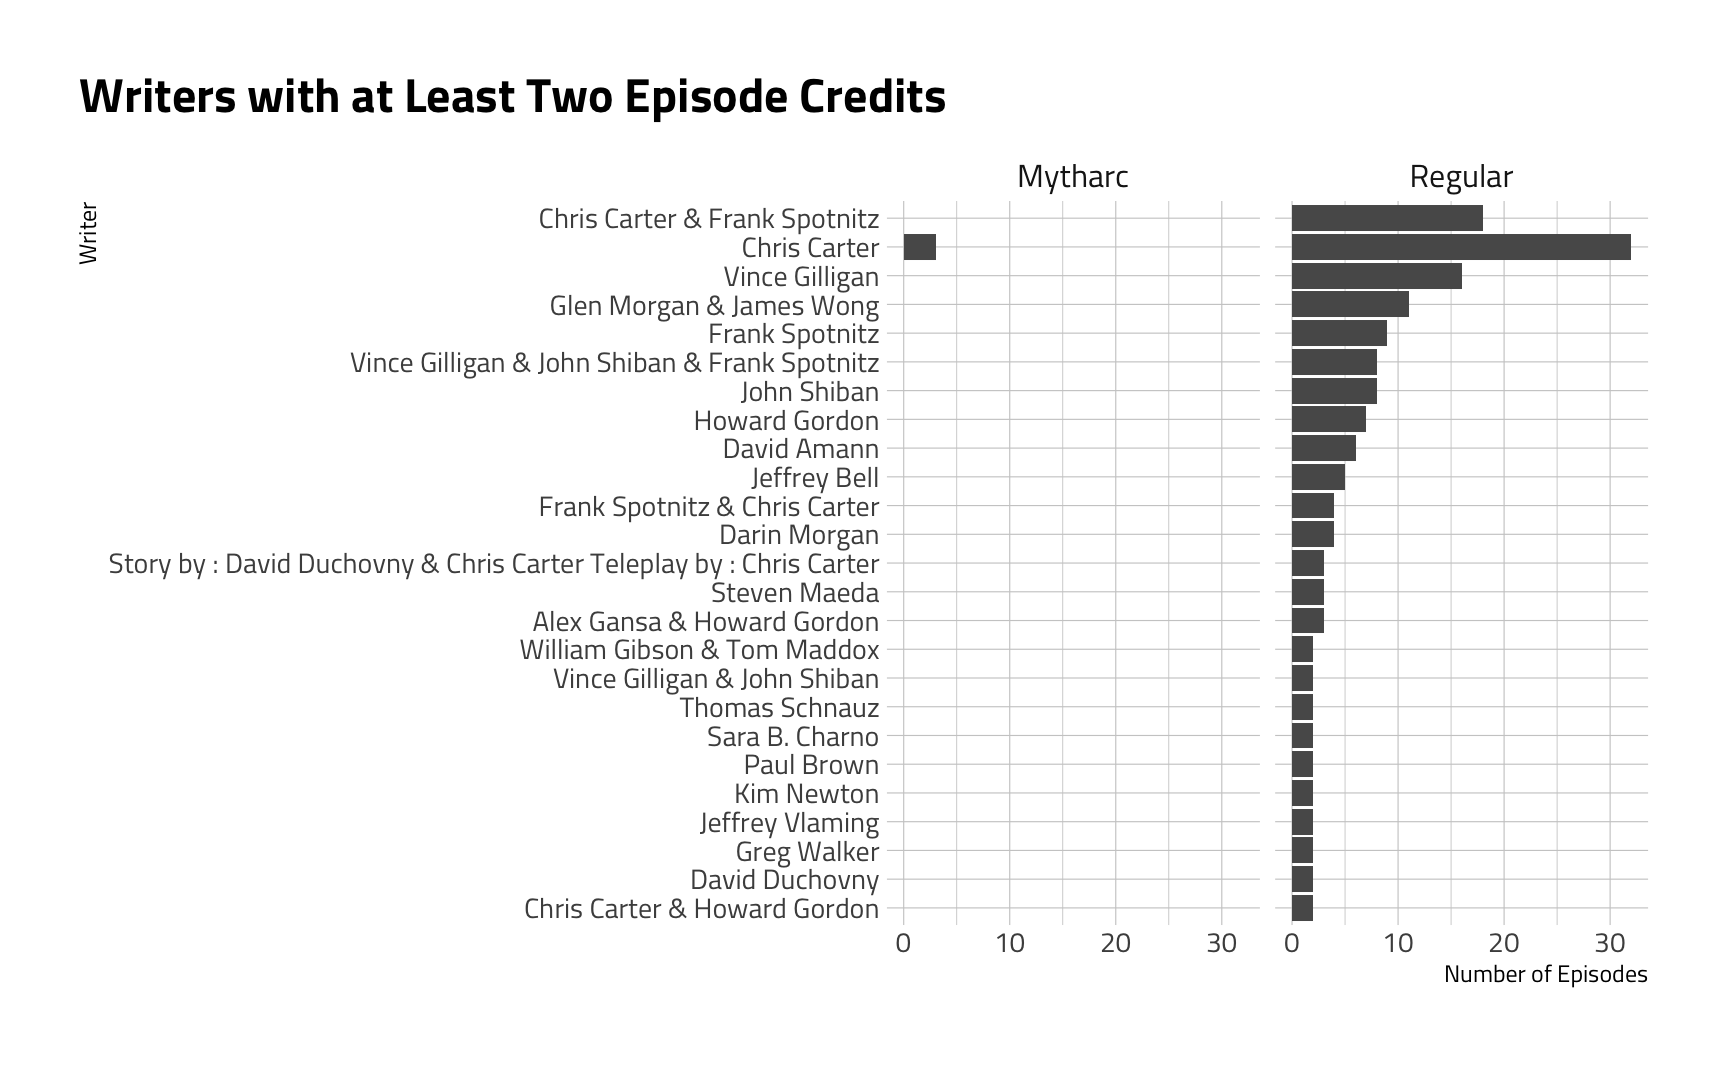 Writers with at Least Two Episode Credits
Mytharc
Regular
Writer
Chris Carter & Frank Spotnitz
Chris Carter
Vince Gilligan
Glen Morgan & James Wong
Frank Spotnitz
Vince Gilligan & John Shiban & Frank Spotnitz
John Shiban
Howard Gordon
David Amann
Jeffrey Bell
Frank Spotnitz & Chris Carter
Darin Morgan
Story by : David Duchovny & Chris Carter Teleplay by : Chris Carter
Steven Maeda
Alex Gansa & Howard Gordon
William Gibson & Tom Maddox
Vince Gilligan & John Shiban
Thomas Schnauz
Sara B. Charno
Paul Brown
Kim Newton
Jeffrey Vlaming
Greg Walker
David Duchovny
Chris Carter & Howard Gordon
0 10 20 30
0 10 20 30
Number of Episodes